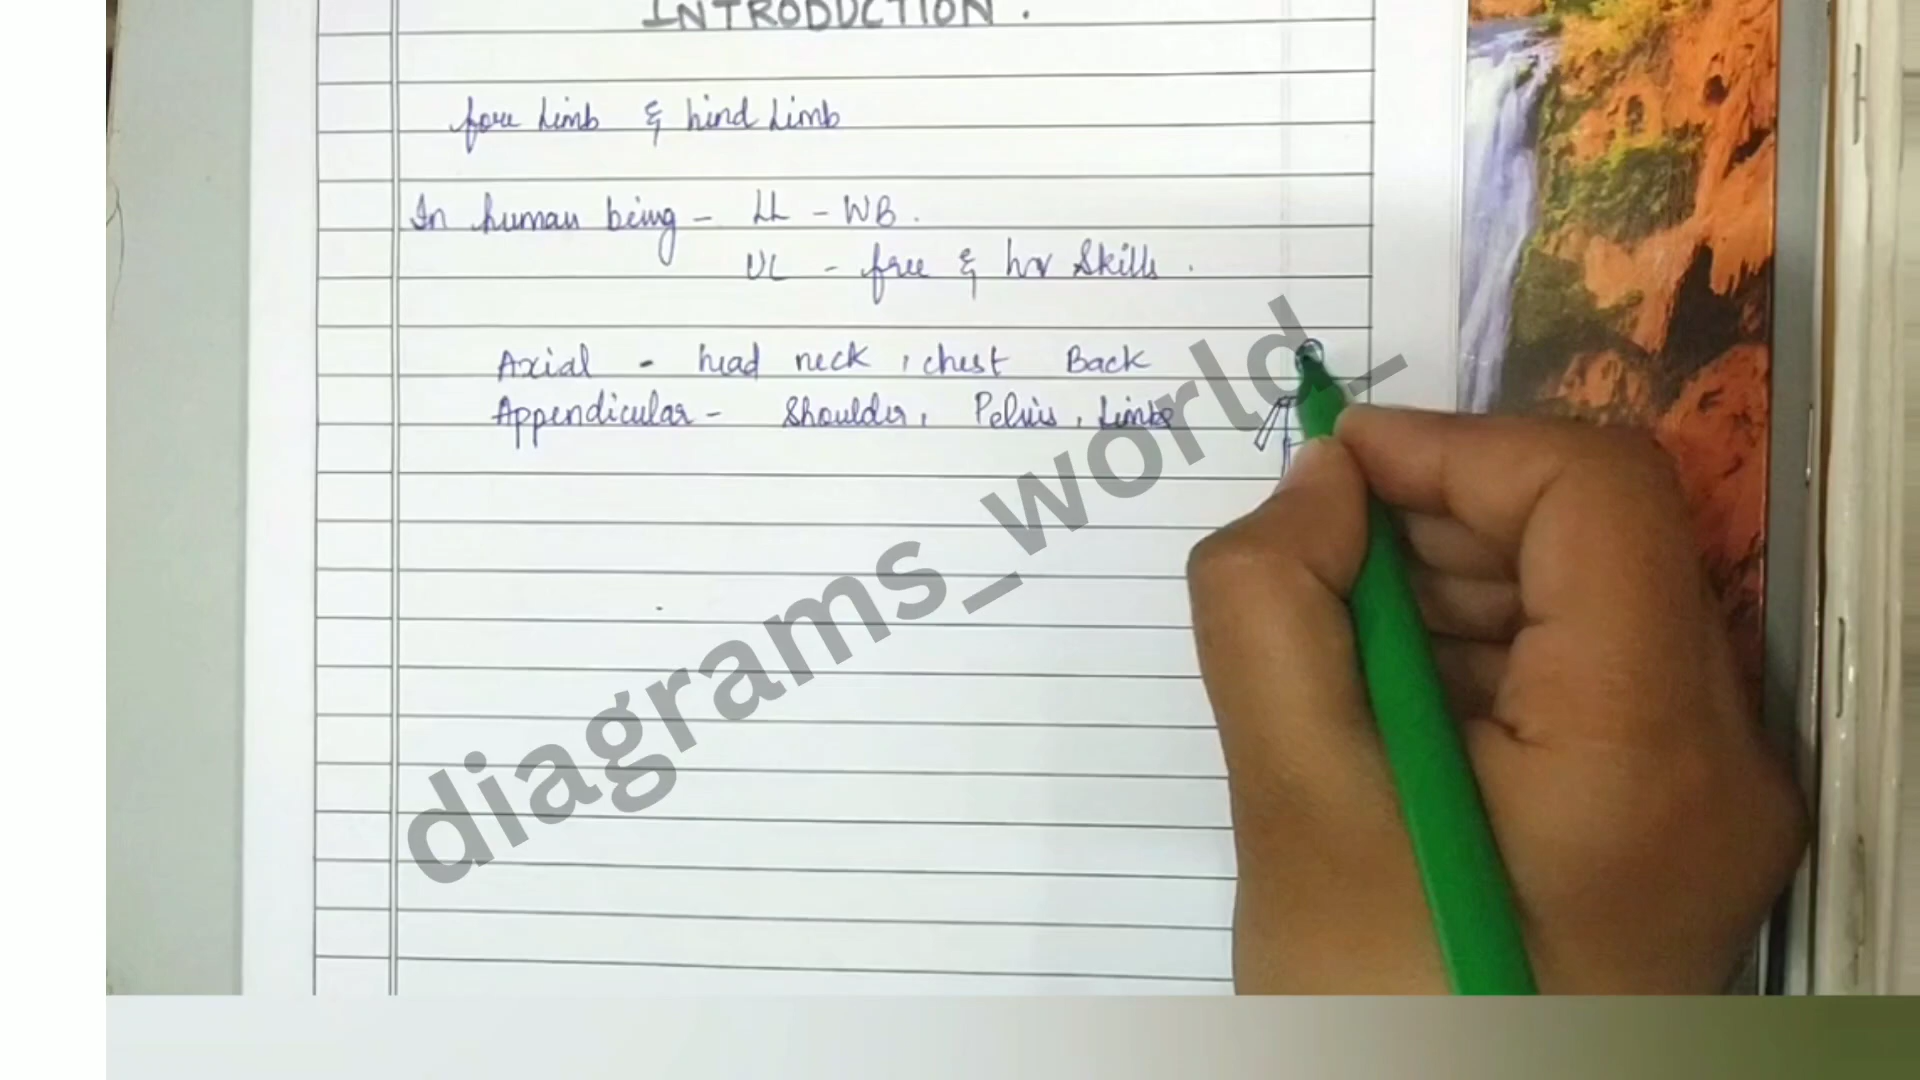 INTRODUCTION .
fore Limb & hind Limb
In human being - LL - WB .
UL - free & hv Skills .
Axial - head neck , chest Back
Appendicular - Shoulder , Pelvis , Limbs
diagrams_world_